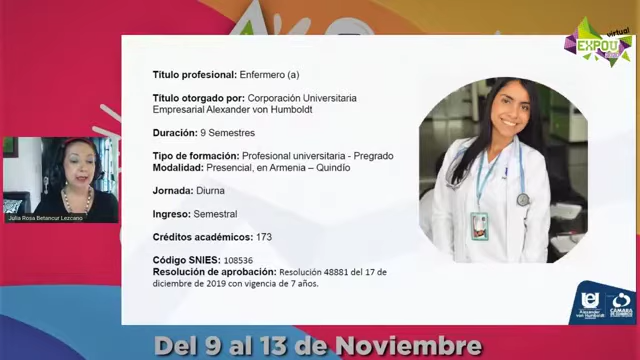 virtual
EXPOU
Título profesional: Enfermero (a)
Título otorgado por: Corporación Universitaria
Empresarial Alexander von Humboldt
Duración: 9 Semestres
Tipo de formación: Profesional universitaria - Pregrado
Modalidad: Presencial, en Armenia – Quindío
Jornada: Diurna
Ingreso: Semestral
Créditos académicos: 173
Código SNIES: 108536
Resolución de aprobación: Resolución 48881 del 17 de
diciembre de 2019 con vigencia de 7 años.
Julia Rosa Betancur Lezcano
Alexander
von Humboldt
CÁMARA
DE COMERCIO
Del 9 al 13 de Noviembre